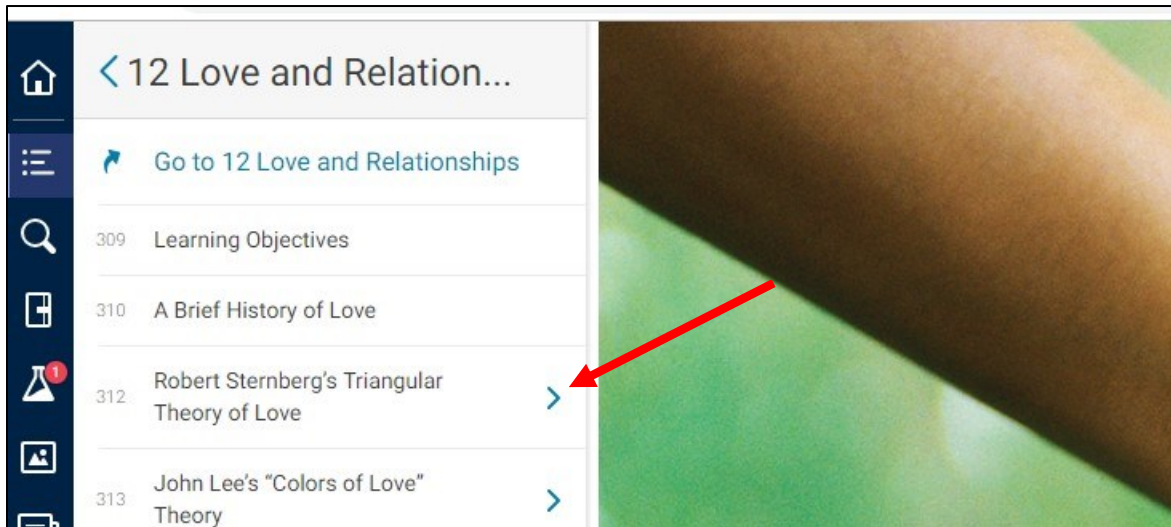 12 Love and Relation...
Go to 12 Love and Relationships
309 Learning Objectives
310 A Brief History of Love
312 Robert Sternberg's Triangular
Theory of Love
1
313 John Lee's “Colors of Love”
Theory